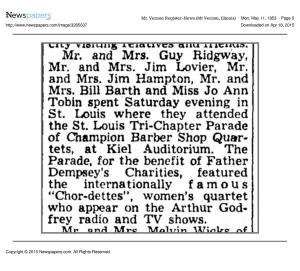 Newspapers
by ancestry
http://www.newspapers.com/image/3265037
Mt. Vernon Register-News (Mt Vernon, Illinois) Mon, May 11, 1953 · Page 5
Downloaded on Apr 18, 2015
city visiting relatives and friends.
Mr. and Mrs. Guy Ridgway,
Mr. and Mrs. Jim Lovier, Mr.
and Mrs. Jim Hampton, Mr. and
Mrs. Bill Barth and Miss Jo Ann
Tobin spent Saturday evening in
St. Louis where they attended
the St. Louis Tri-Chapter Parade
of Champion Barber Shop Quar-
tets, at Kiel Auditorium. The
Parade, for the benefit of Father
Dempsey's Charities, featured
the internationally famous
"Chor-dettes", women's quartet
who appear on the Arthur God-
frey radio and TV shows.
Mr. and Mrs. Melvin Wicks of
Copyright © 2015 Newspapers.com. All Rights Reserved.